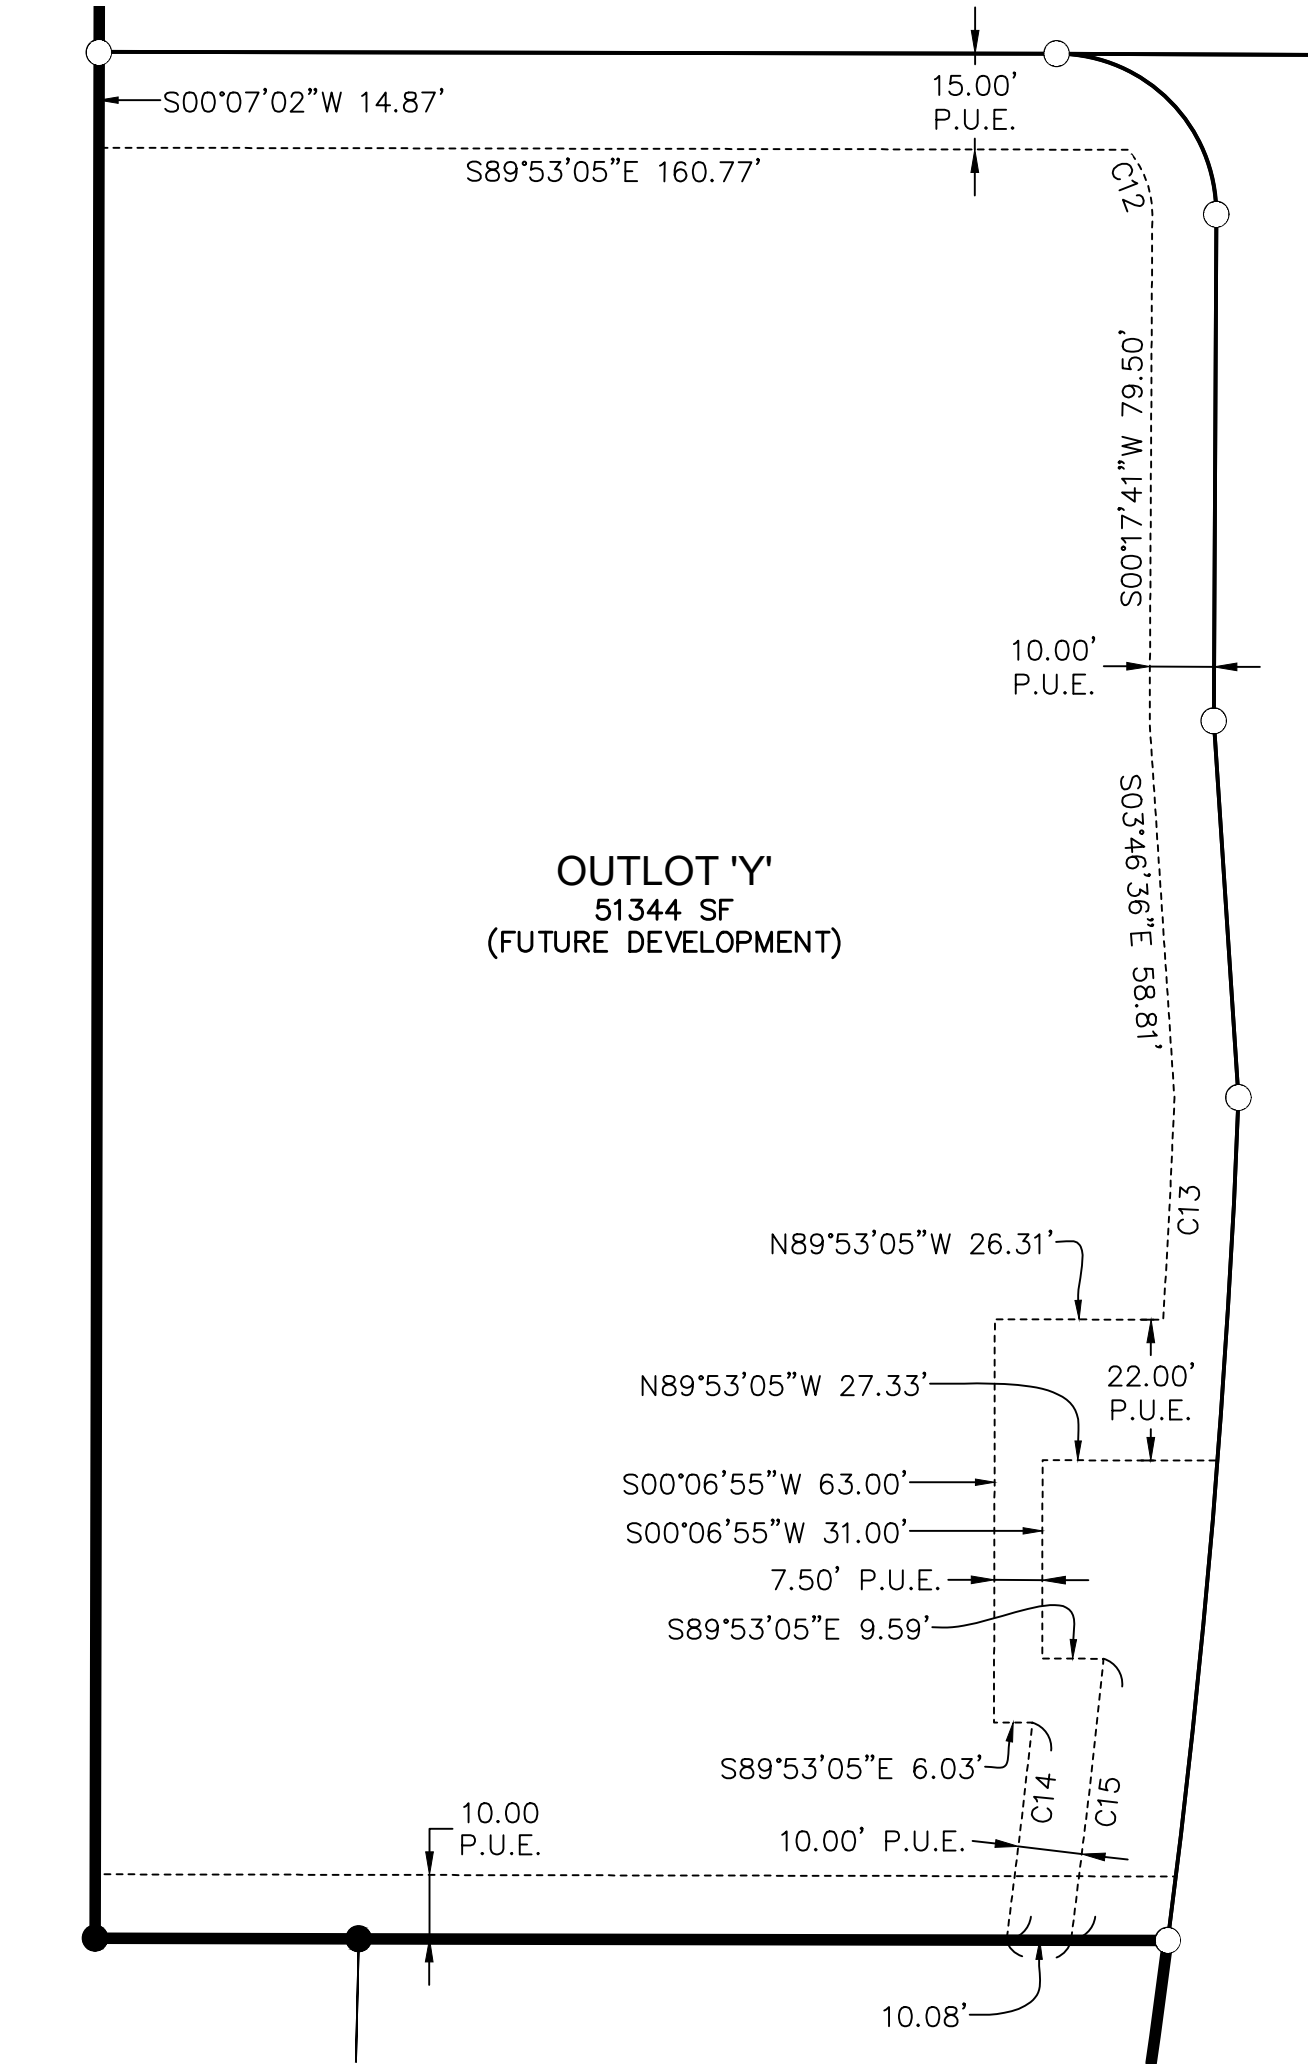 15.00'
P.U.E.
S00°07'02"W 14.87'
S89°53'05"E 160.77'
C12
S00°17'41"W 79.50'
10.00'
P.U.E.
S03°46'36"E 58.81'
OUTLOT 'Y'
51344 SF
(FUTURE DEVELOPMENT)
C13
N89°53'05"W 26.31'
22.00'
P.U.E.
N89°53'05"W 27.33'
S00°06'55"W 63.00'
S00°06'55"W 31.00'
7.50' P.U.E.
S89°53'05"E 9.59'
S89°53'05"E 6.03'
C14
C15
10.00
P.U.E.
10.00' P.U.E.
10.08'